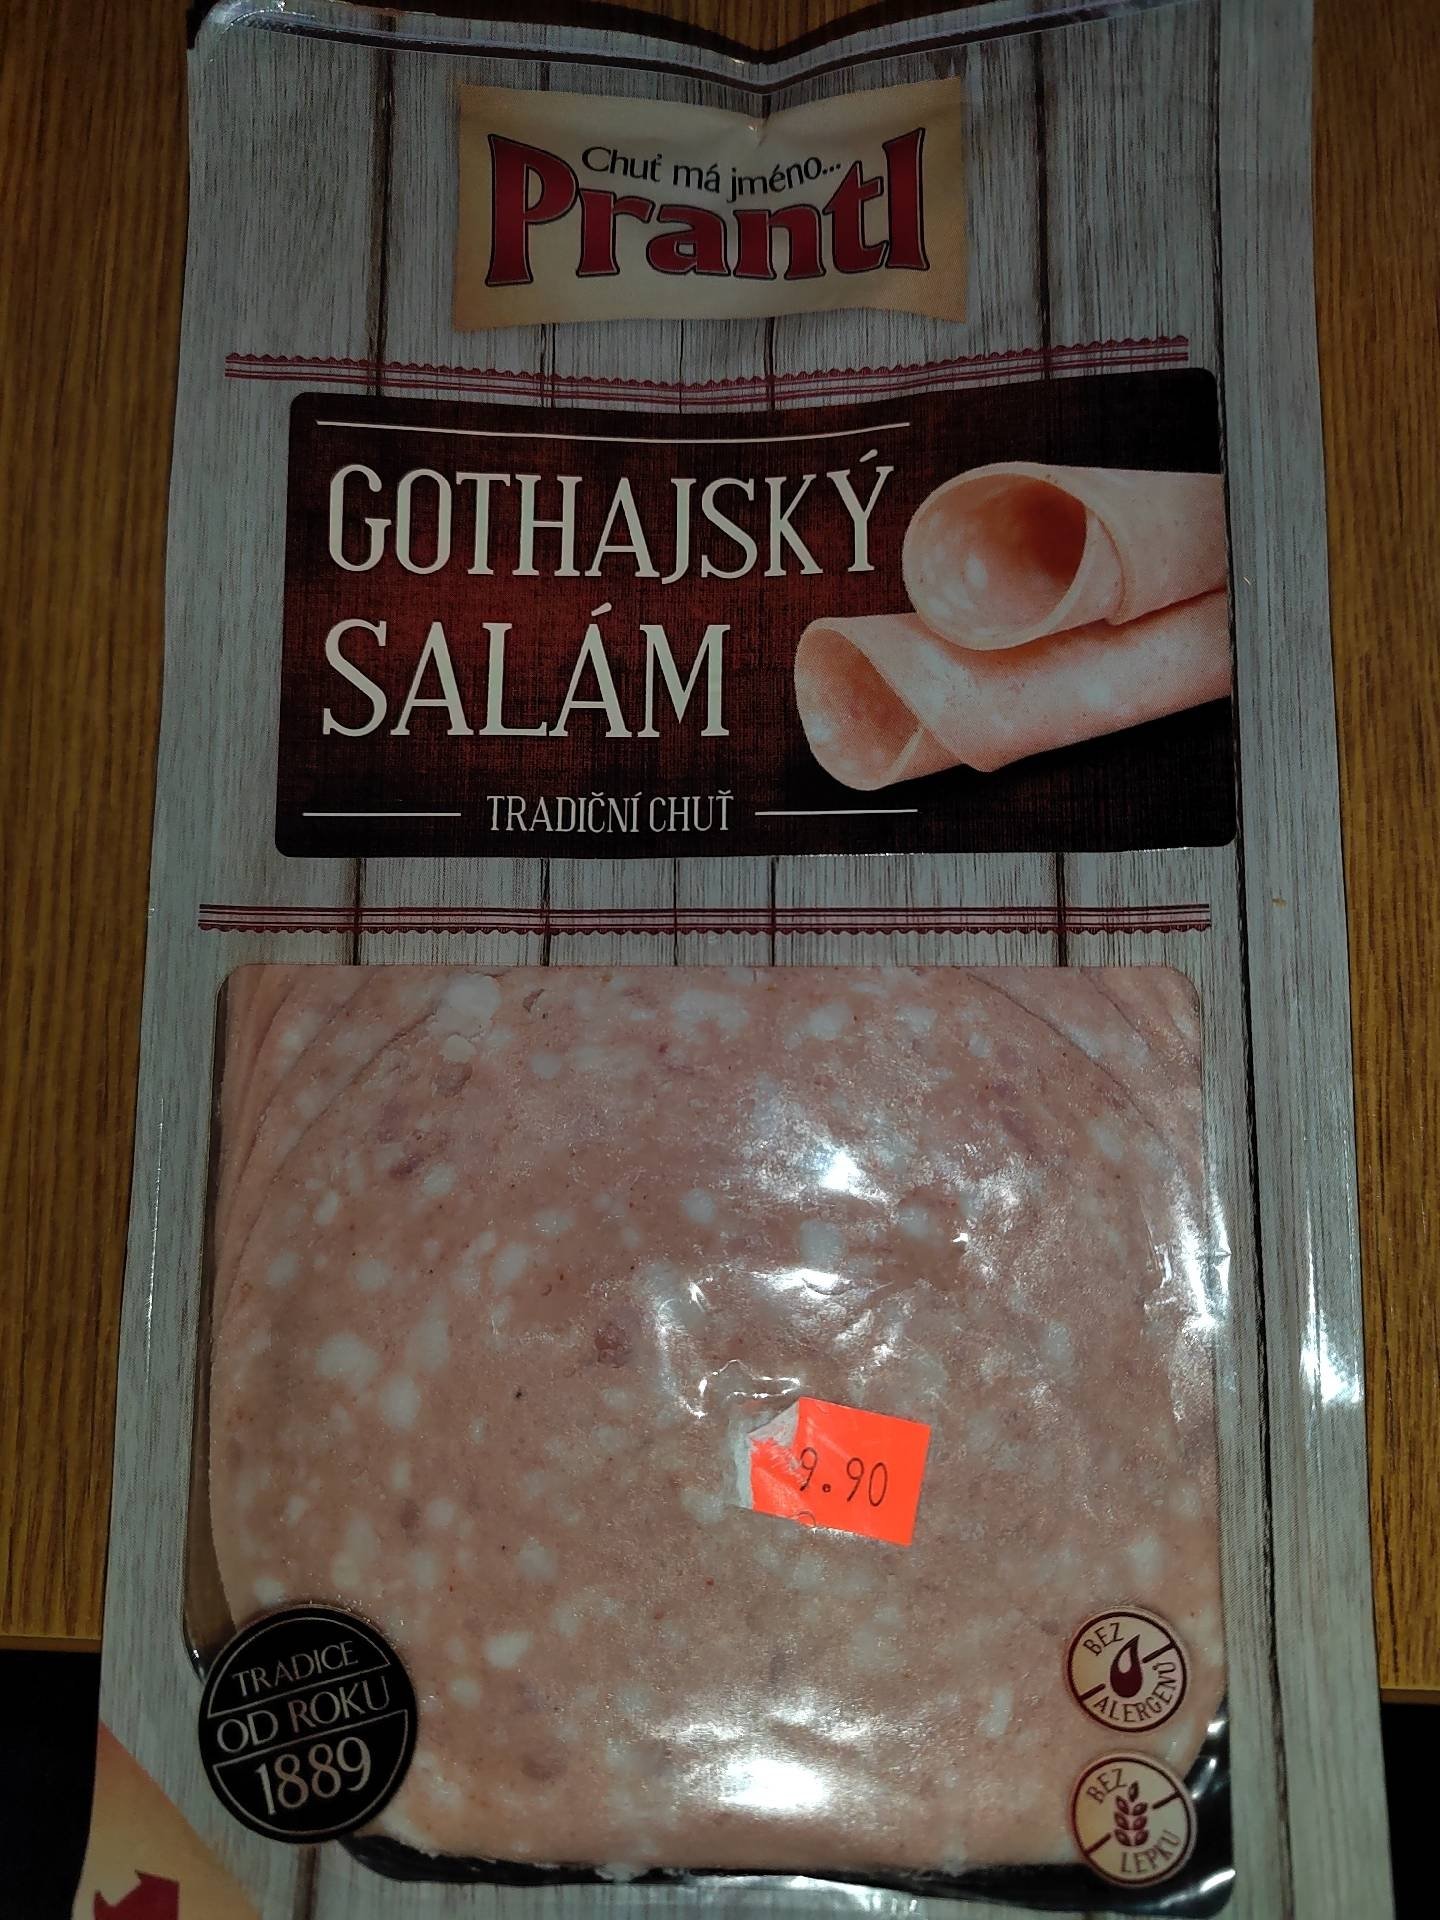 Chuť má jméno...
Prantl
GOTHAJSKÝ
SALÁM
TRADIČNÍ CHUŤ
9.90
TRADICE
OD ROKU
1889
BEZ
ALERGENŮ
BEZ
LEPKU